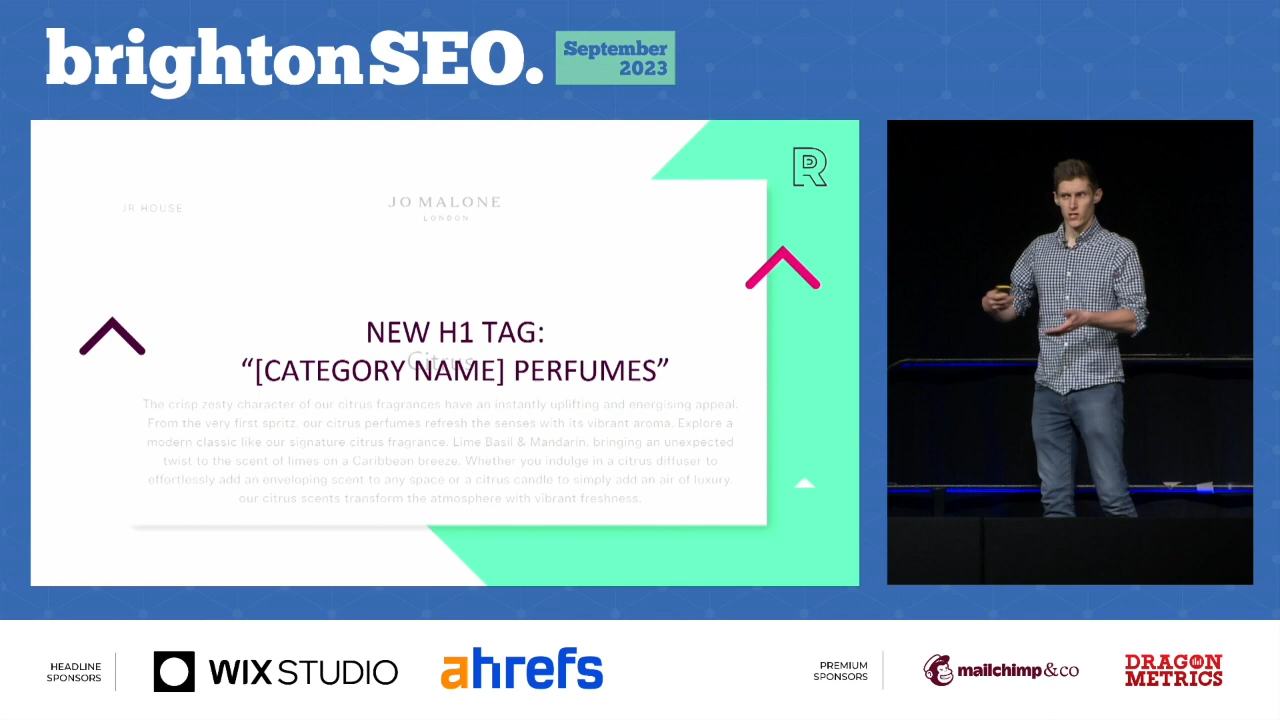 brightonSEO.
September
2023
R
JR HOUSE
JO MALONE
LONDON
NEW H1 TAG:
Citrus
“[CATEGORY NAME] PERFUMES”
The crisp zesty character of our citrus fragrances have an instantly uplifting and energising appeal.
From the very first spritz, our citrus perfumes refresh the senses with its vibrant aroma. Explore a
modern classic like our signature citrus fragrance, Lime Basil & Mandarin, bringing an unexpected
twist to the scent of limes on a Caribbean breeze. Whether you indulge in a citrus diffuser to
effortlessly add an enveloping scent to any space or a citrus candle to simply add an air of luxury,
our citrus scents transform the atmosphere with vibrant freshness.
HEADLINE
SPONSORS
WIX STUDIO
ahrefs
PREMIUM
SPONSORS
mailchimp&co
DRAGON
METRICS